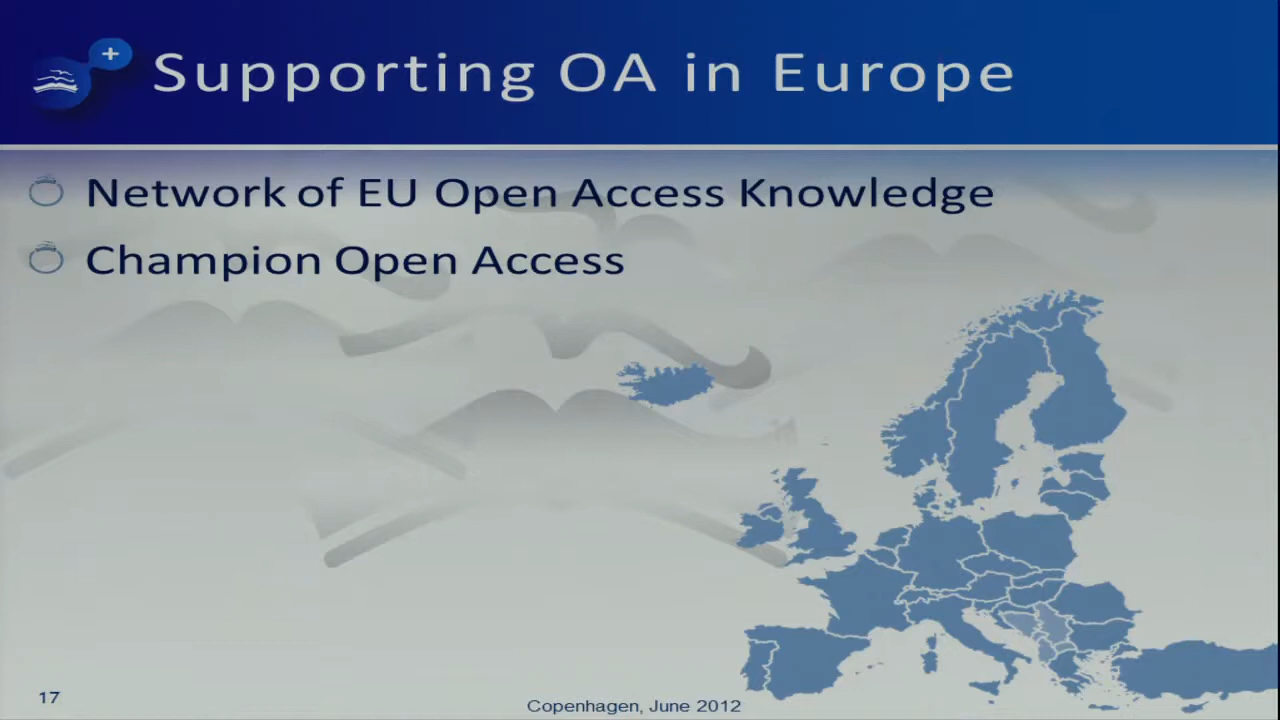 +
Supporting OA in Europe
Network of EU Open Access Knowledge
Champion Open Access
17
Copenhagen, June 2012